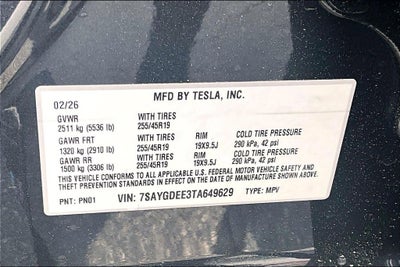 MFD BY TESLA, INC.
02/26
GVWR WITH TIRES
2511 kg (5536 lb) 255/45R19
GAWR FRT WITH TIRES RIM COLD TIRE PRESSURE
1320 kg (2910 lb) 255/45R19 19X9.5J 290 kPa, 42 psi
GAWR RR WITH TIRES RIM COLD TIRE PRESSURE
1500 kg (3306 lb) 255/45R19 19X9.5J 290 kPa, 42 psi
THIS VEHICLE CONFORMS TO ALL APPLICABLE U.S. FEDERAL MOTOR VEHICLE SAFETY AND
THEFT PREVENTION STANDARDS IN EFFECT ON THE DATE OF MANUFACTURE SHOWN ABOVE.
PNT: PN01 VIN: 7SAYGDEE3TA649629 TYPE: MPV